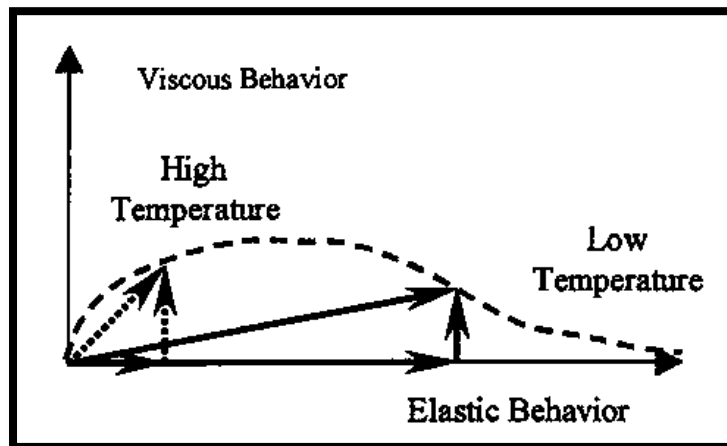 Viscous Behavior
High
Temperature
Low
Temperature
Elastic Behavior